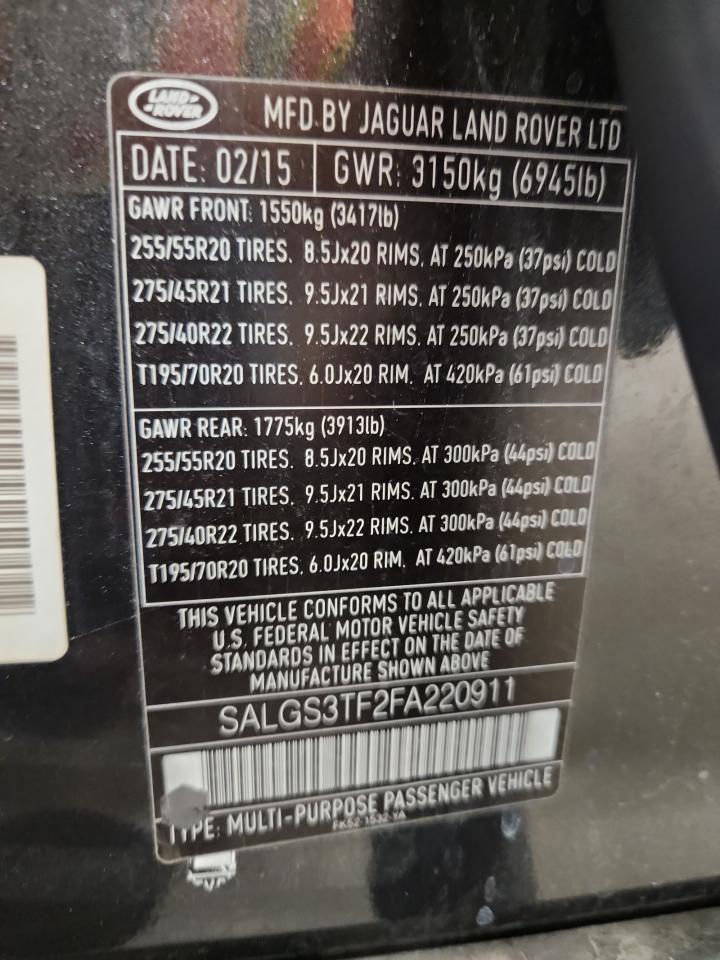 LAND ROVER
MFD BY JAGUAR LAND ROVER LTD
DATE: 02/15 GWR: 3150kg (6945lb)
GAWR FRONT: 1550kg (3417lb)
255/55R20 TIRES. 8.5Jx20 RIMS. AT 250kPa (37psi) COLD
275/45R21 TIRES. 9.5Jx21 RIMS. AT 250kPa (37psi) COLD
275/40R22 TIRES. 9.5Jx22 RIMS. AT 250kPa (37psi) COLD
T195/70R20 TIRES. 6.0Jx20 RIM. AT 420kPa (61psi) COLD
GAWR REAR: 1775kg (3913lb)
255/55R20 TIRES. 8.5Jx20 RIMS. AT 300kPa (44psi) COLD
275/45R21 TIRES. 9.5Jx21 RIMS. AT 300kPa (44psi) COLD
275/40R22 TIRES. 9.5Jx22 RIMS. AT 300kPa (44psi) COLD
T195/70R20 TIRES. 6.0Jx20 RIM. AT 420kPa (61psi) COLD
THIS VEHICLE CONFORMS TO ALL APPLICABLE
U.S. FEDERAL MOTOR VEHICLE SAFETY
STANDARDS IN EFFECT ON THE DATE OF
MANUFACTURE SHOWN ABOVE
SALGS3TF2FA220911
TYPE: MULTI-PURPOSE PASSENGER VEHICLE
FK52-1532-YA